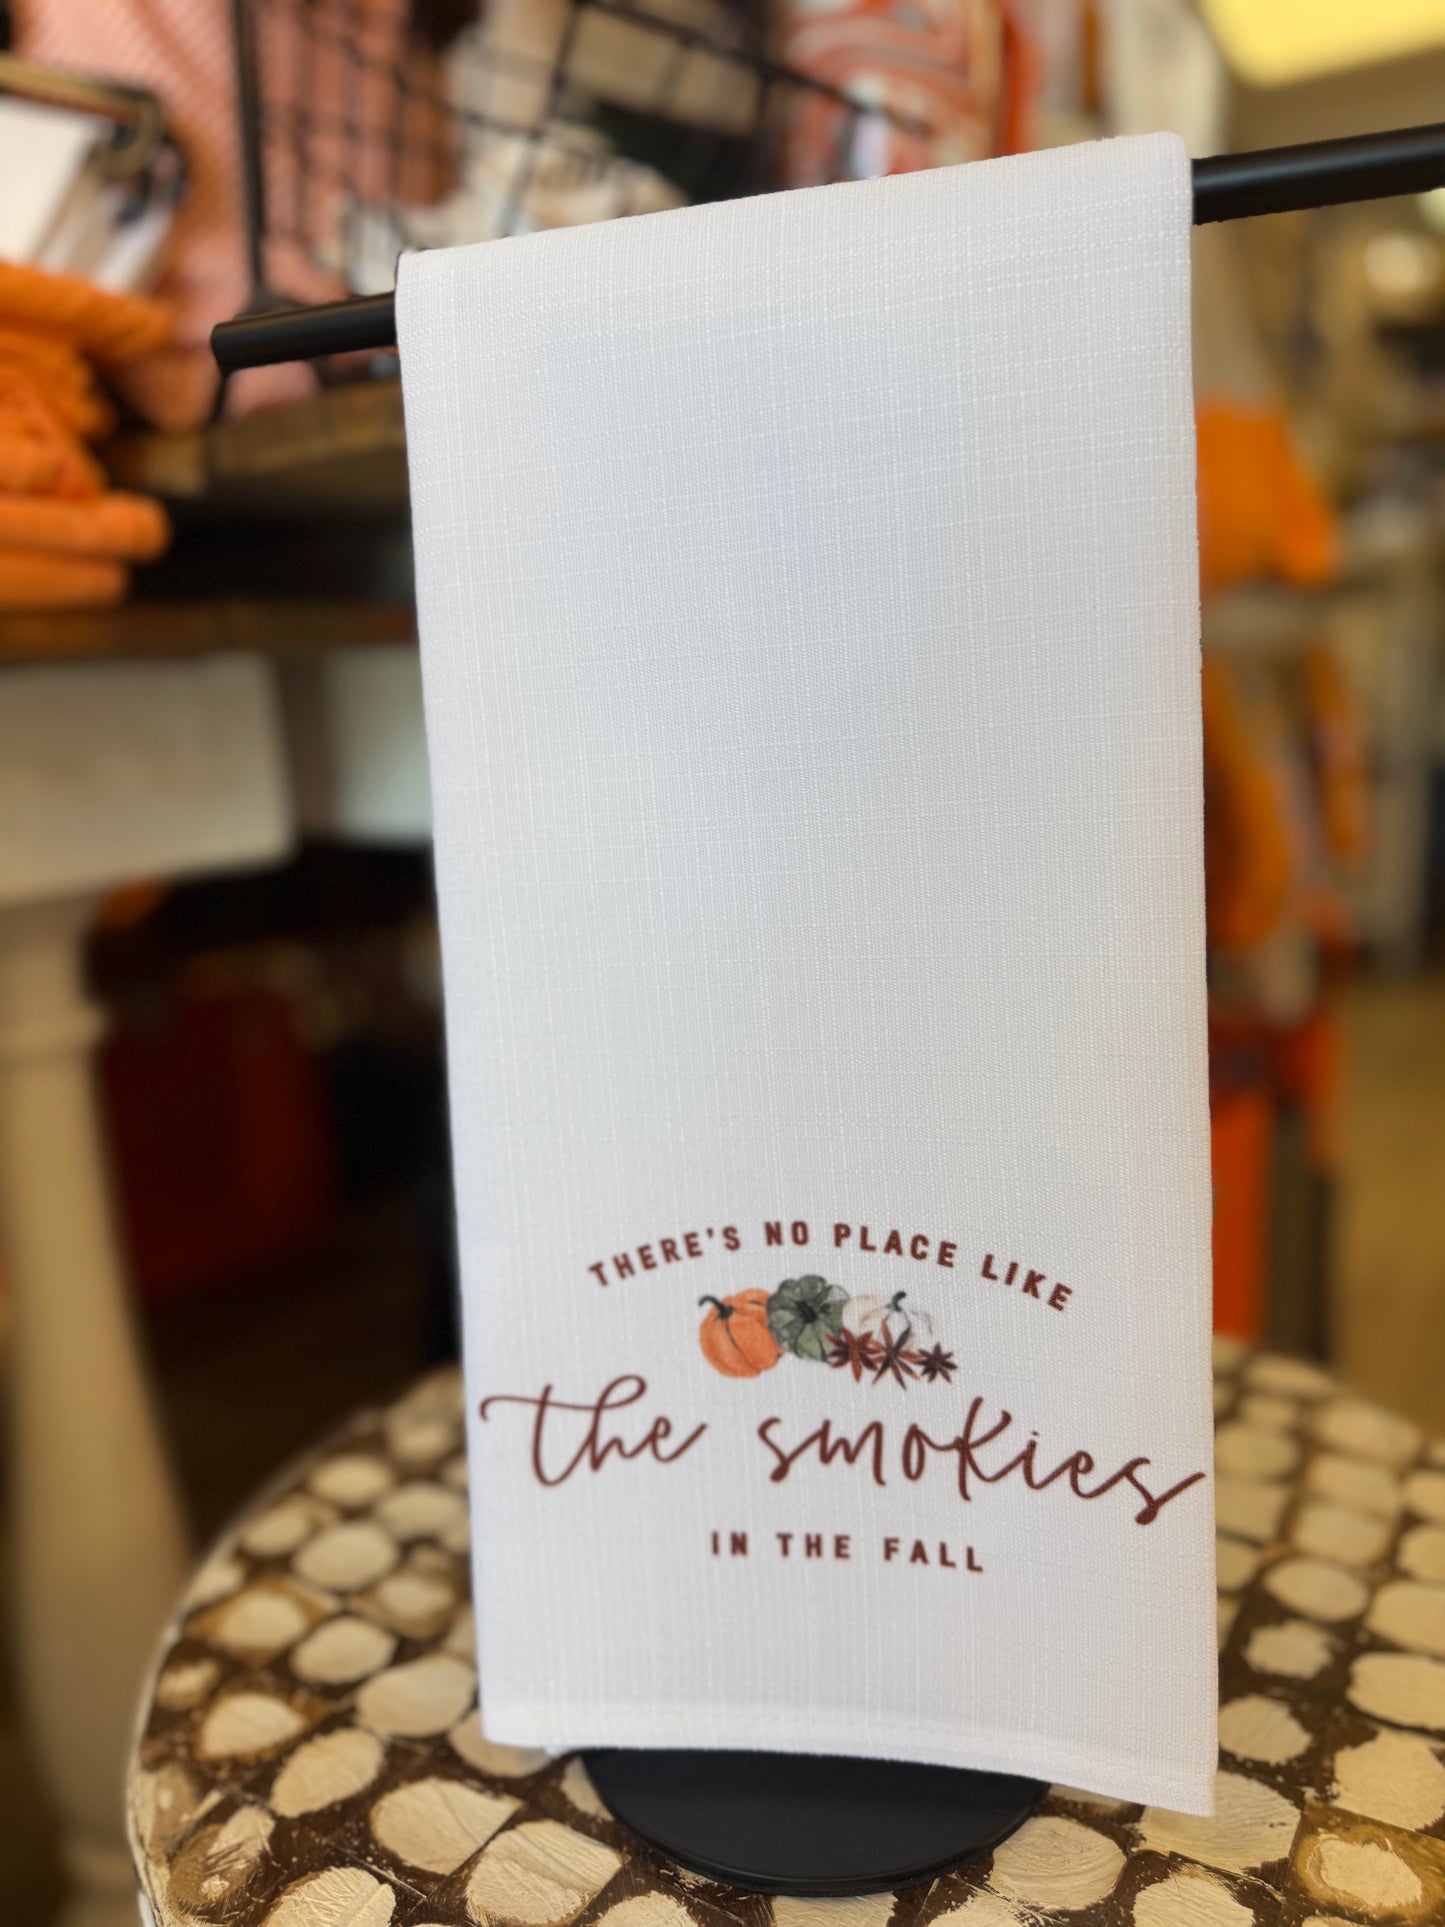 THERE'S NO PLACE LIKE
the smokies
IN THE FALL